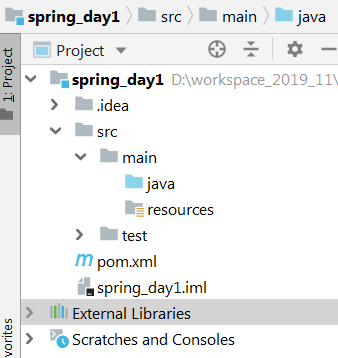 spring_day1 src main java
Project
1: Project
spring_day1 D:\workspace_2019_11\
.idea
src
main
java
resources
test
pom.xml
spring_day1.iml
External Libraries
Scratches and Consoles
vorites